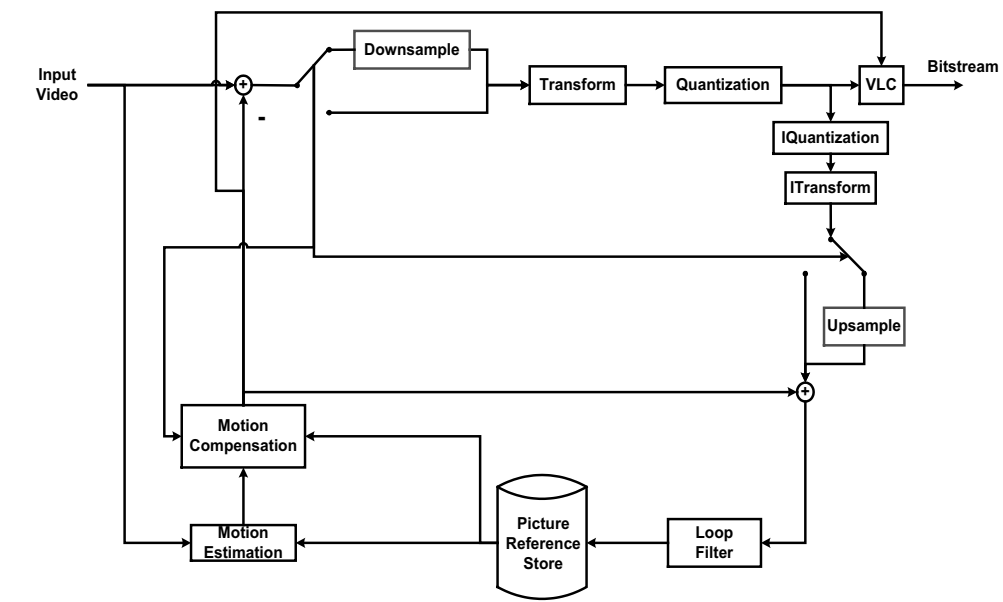 Input
Video
+
-
Downsample
Transform
Quantization
VLC
Bitstream
IQuantization
ITransform
Upsample
+
Motion
Compensation
Motion
Estimation
Picture
Reference
Store
Loop
Filter